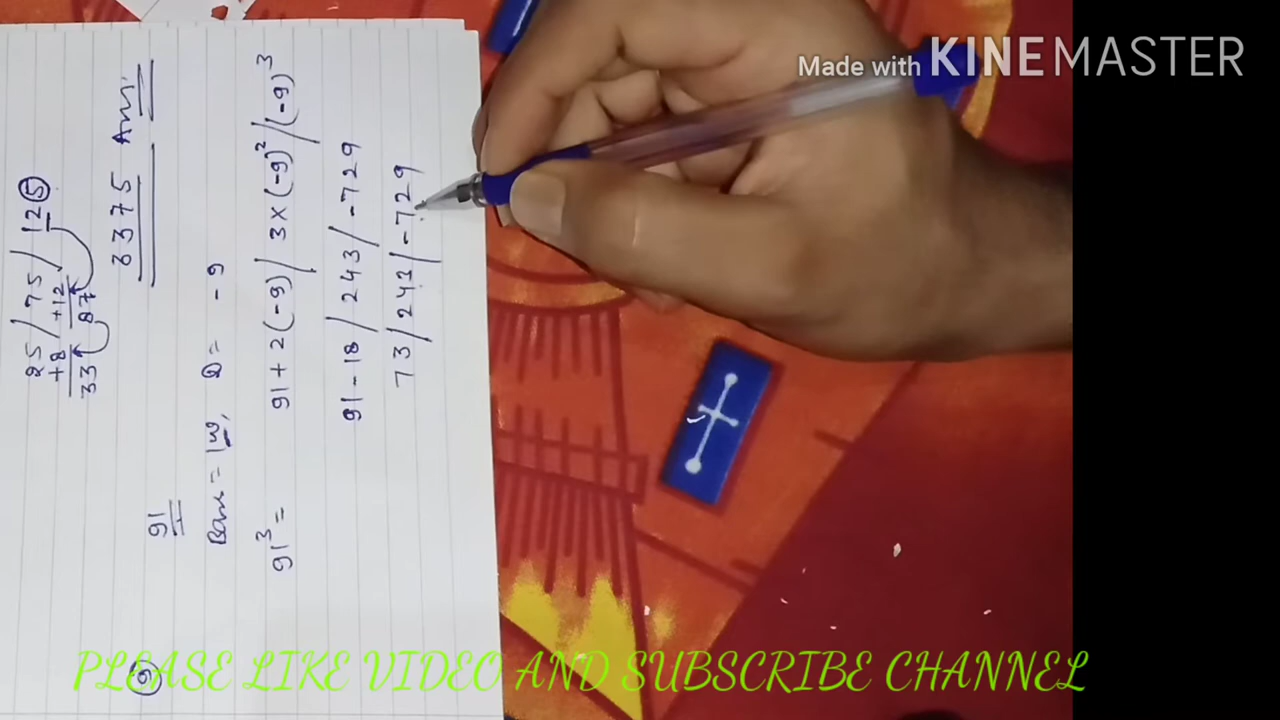 25 / 75 / 125
+8 / +12
33 87
3375 Ans.
(9) 91
Base = 100, D = -9
91³ = 91 + 2(-9) / 3 × (-9)² / (-9)³
91 - 18 / 243 / -729
73 / 243 / -729
Made with KINEMASTER
PLEASE LIKE VIDEO AND SUBSCRIBE CHANNEL